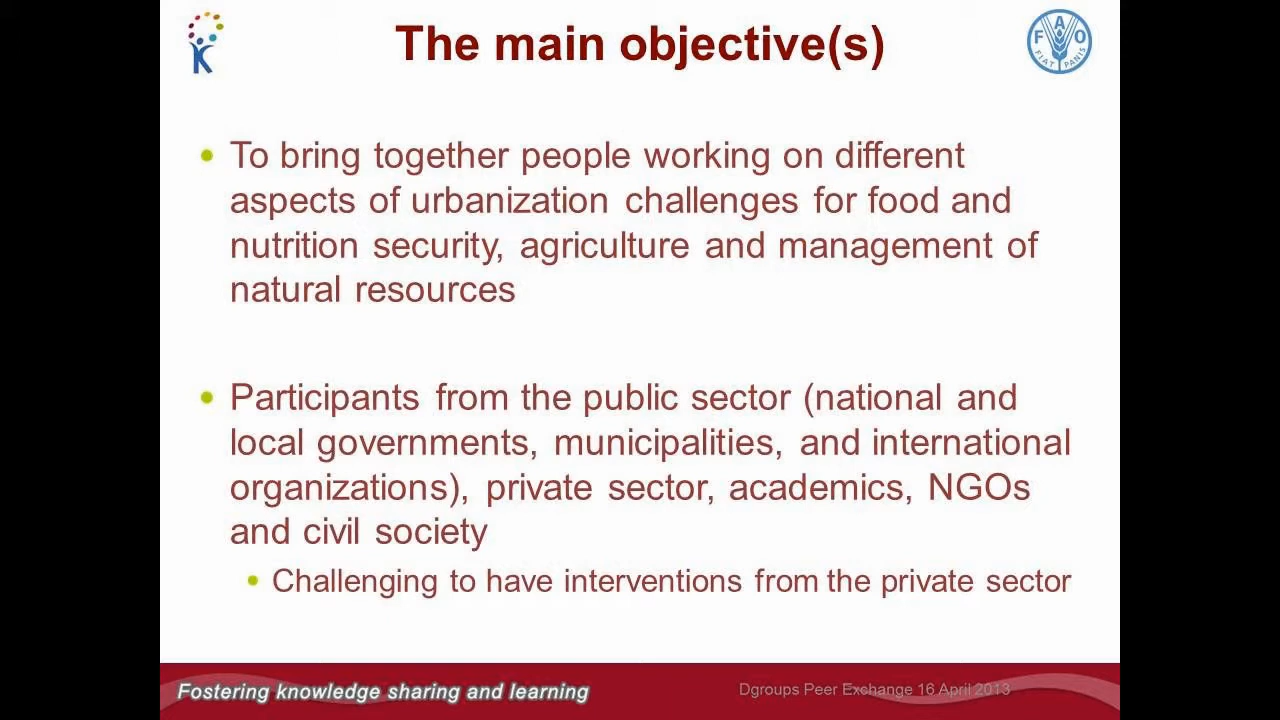 The main objective(s)
K
F A O
FIAT PANIS
To bring together people working on different
aspects of urbanization challenges for food and
nutrition security, agriculture and management of
natural resources
Participants from the public sector (national and
local governments, municipalities, and international
organizations), private sector, academics, NGOs
and civil society
Challenging to have interventions from the private sector
Fostering knowledge sharing and learning
Dgroups Peer Exchange 16 April 2013